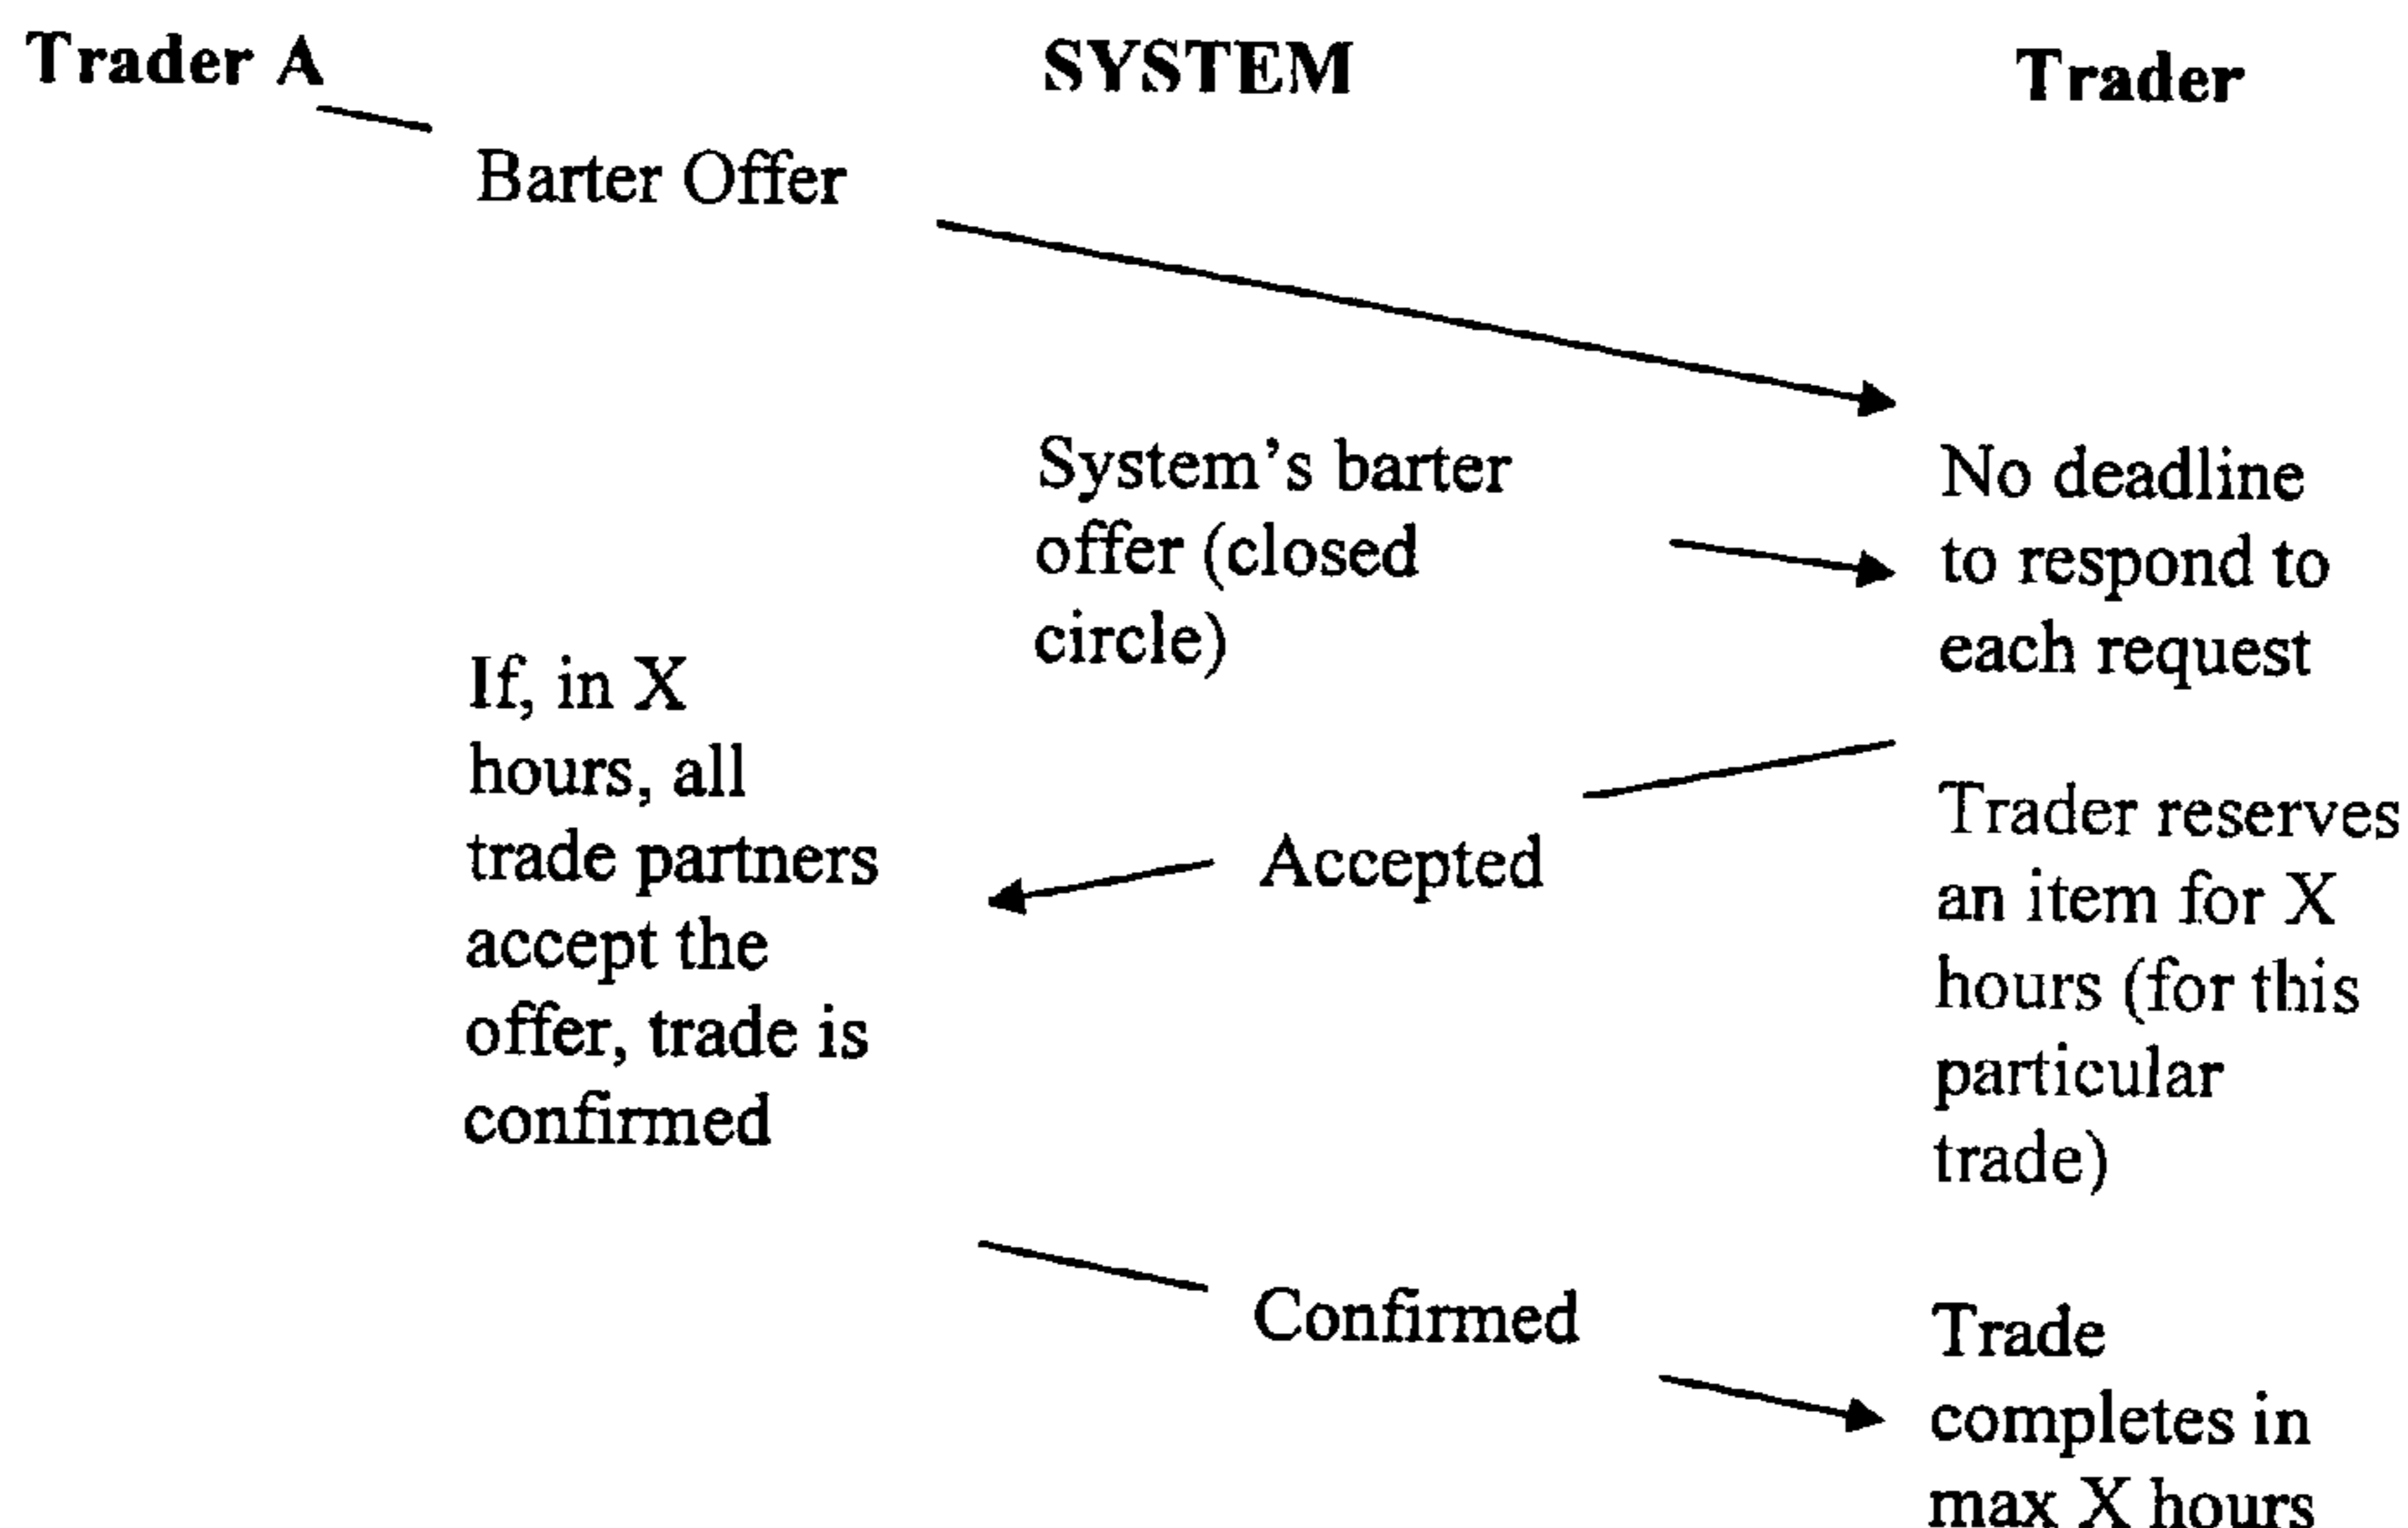 Trader A
SYSTEM
Trader
Barter Offer
System's barter
offer (closed
circle)
No deadline
to respond to
each request
If, in X
hours, all
trade partners
accept the
offer, trade is
confirmed
Accepted
Trader reserves
an item for X
hours (for this
particular
trade)
Confirmed
Trade
completes in
max X hours